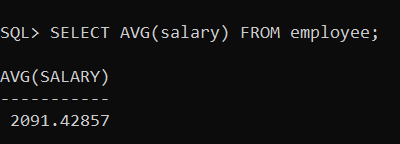 SQL> SELECT AVG(salary) FROM employee;
AVG(SALARY)
-----------
2091.42857